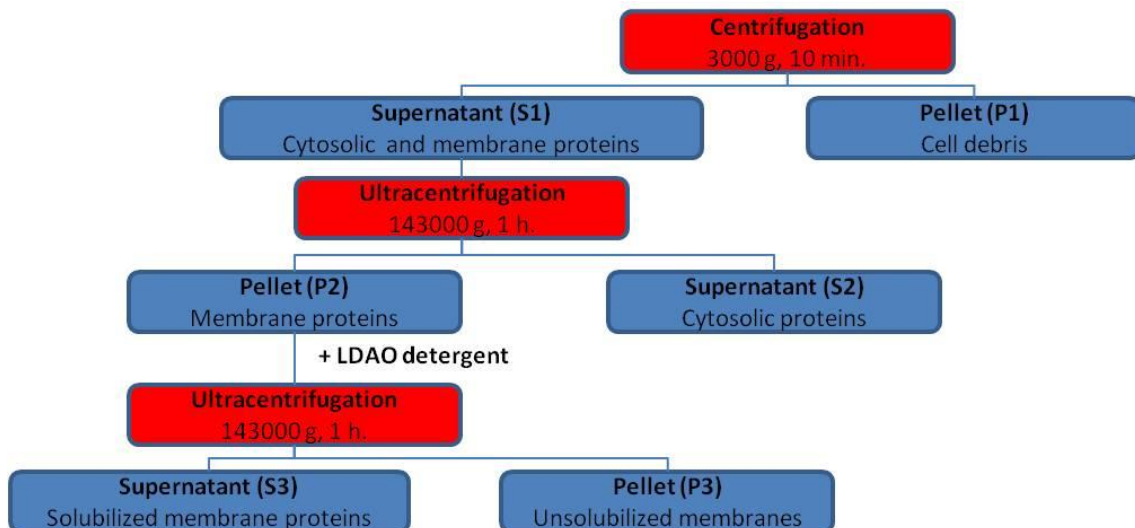 Centrifugation
3000 g, 10 min.
Supernatant (S1)
Cytosolic and membrane proteins
Pellet (P1)
Cell debris
Ultracentrifugation
143000 g, 1 h.
Pellet (P2)
Membrane proteins
Supernatant (S2)
Cytosolic proteins
+ LDAO detergent
Ultracentrifugation
143000 g, 1 h.
Supernatant (S3)
Solubilized membrane proteins
Pellet (P3)
Unsolubilized membranes